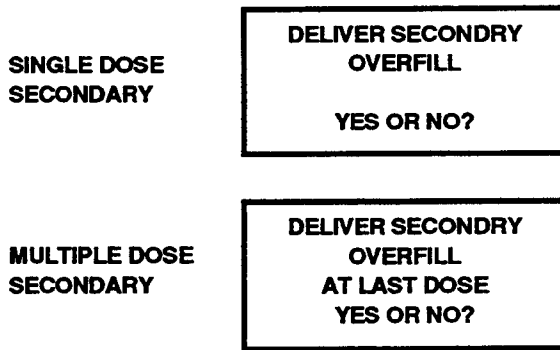 SINGLE DOSE
SECONDARY
DELIVER SECONDRY
OVERFILL
YES OR NO?
MULTIPLE DOSE
SECONDARY
DELIVER SECONDRY
OVERFILL
AT LAST DOSE
YES OR NO?